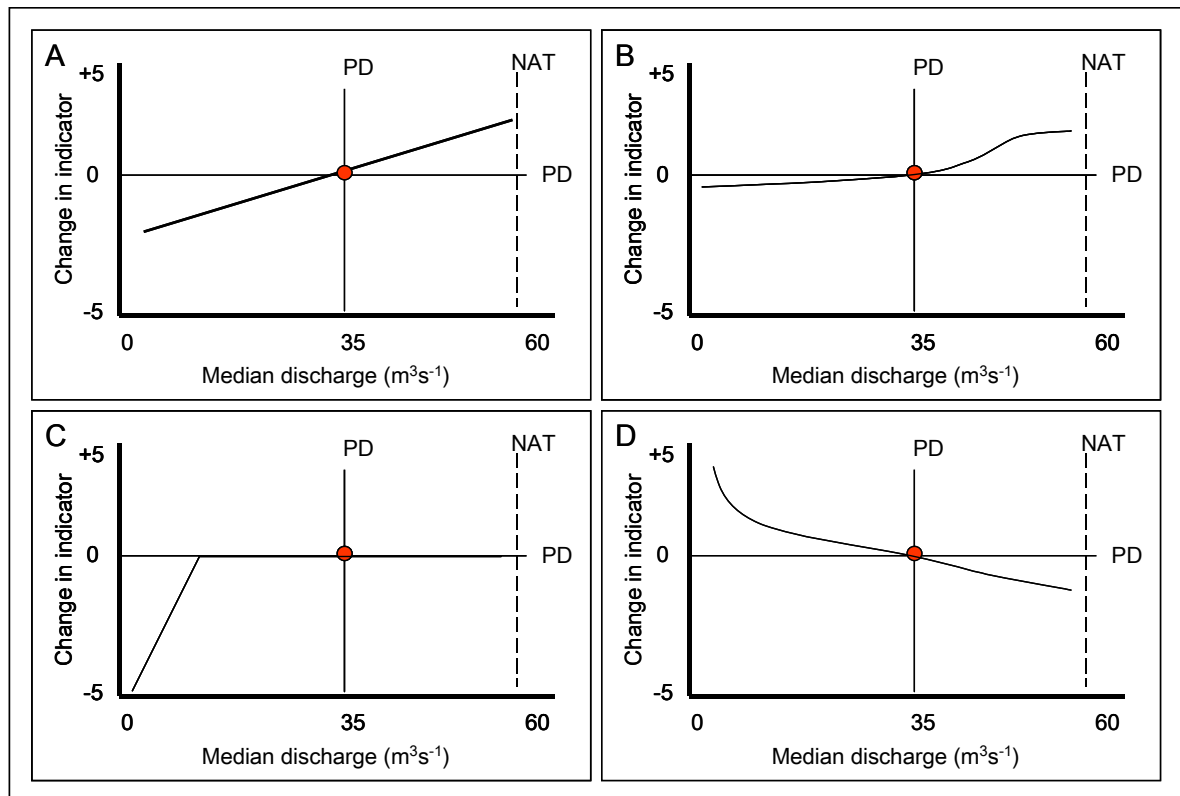 A
+5
0
-5
Change in indicator
PD
NAT
PD
0 35 60
Median discharge (m³s⁻¹)
B
+5
0
-5
Change in indicator
PD
NAT
PD
0 35 60
Median discharge (m³s⁻¹)
C
+5
0
-5
Change in indicator
PD
NAT
PD
0 35 60
Median discharge (m³s⁻¹)
D
+5
0
-5
Change in indicator
PD
NAT
PD
0 35 60
Median discharge (m³s⁻¹)